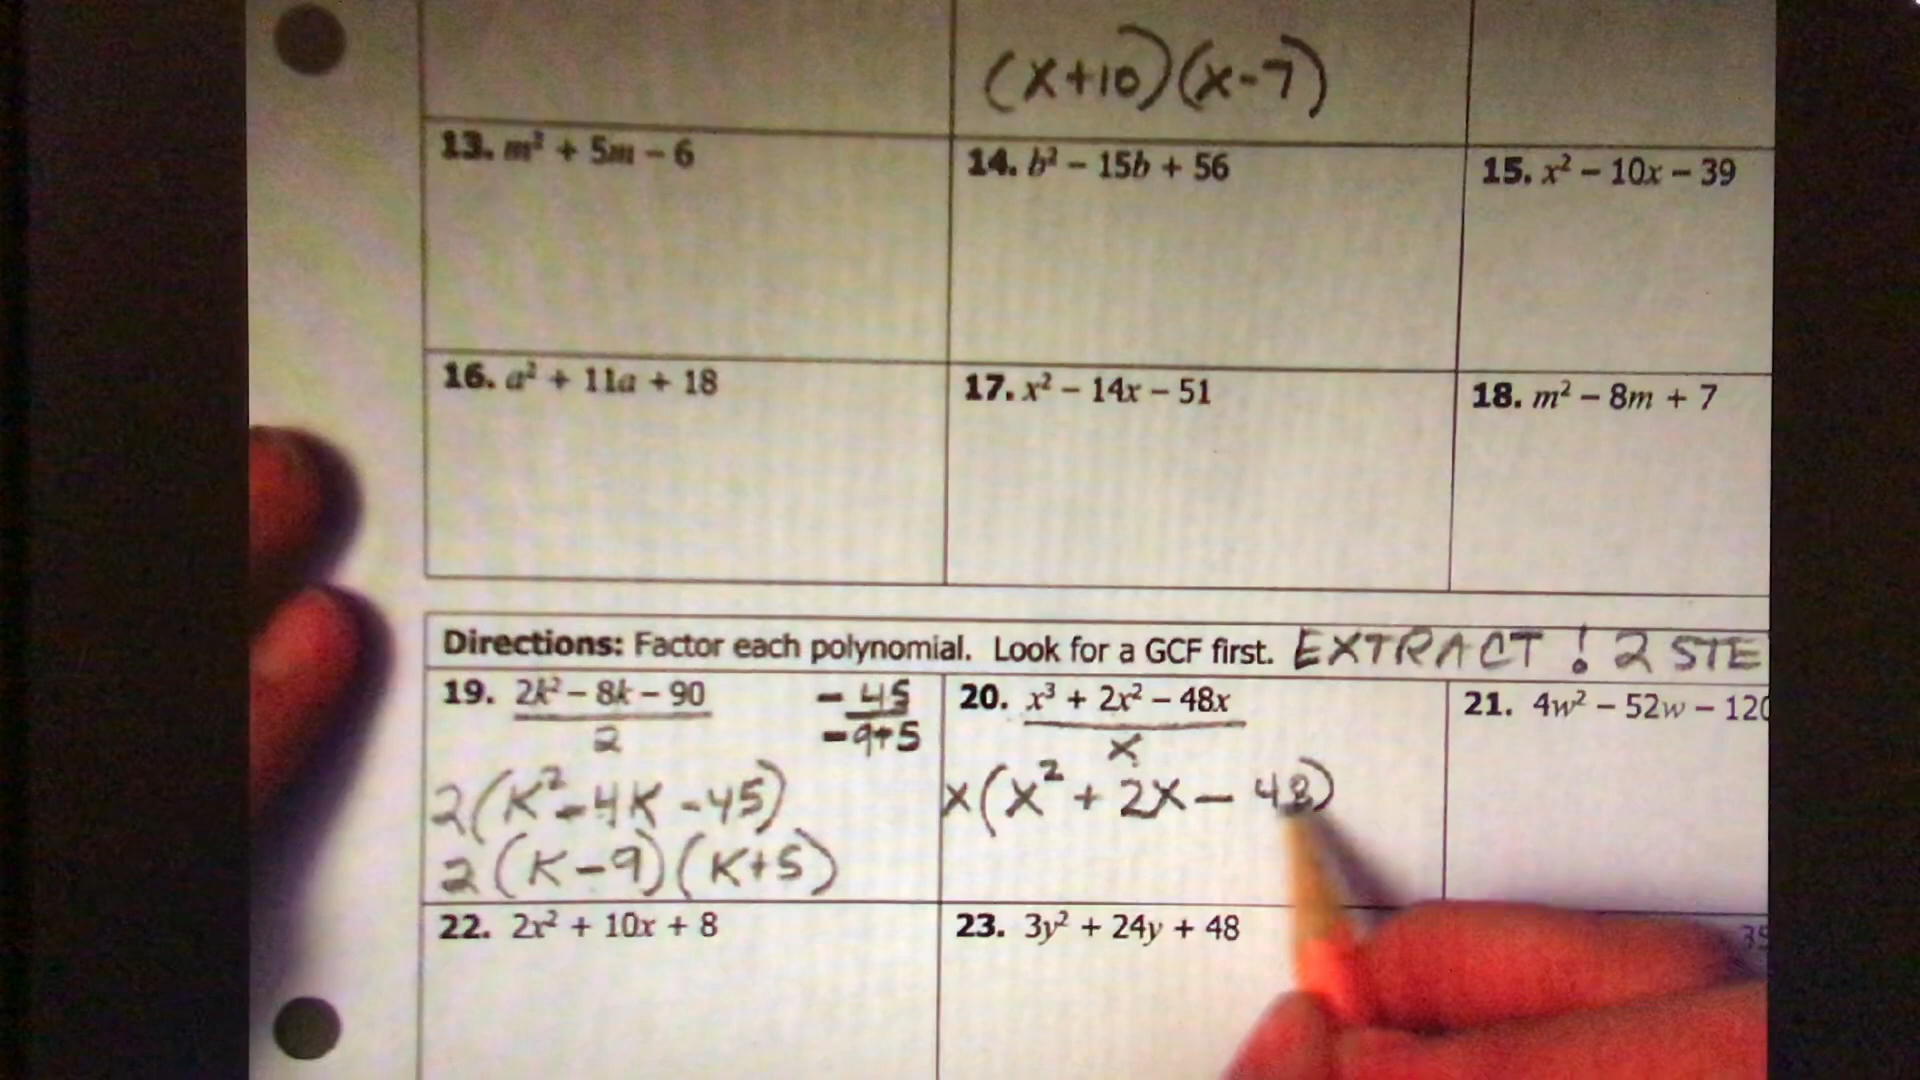 (x+10)(x-7)
13. m² + 5m − 6
14. b² − 15b + 56
15. x² − 10x − 39
16. a² + 11a + 18
17. x² − 14x − 51
18. m² − 8m + 7
Directions: Factor each polynomial. Look for a GCF first. EXTRACT! 2 STE
19. 2k² − 8k − 90
2
-45
-9+5
2(K²-4K-45)
2(K-9)(K+5)
20. x³ + 2x² − 48x
x
x(x²+2x-48)
21. 4w² − 52w − 120
22. 2x² + 10x + 8
23. 3y² + 24y + 48
35